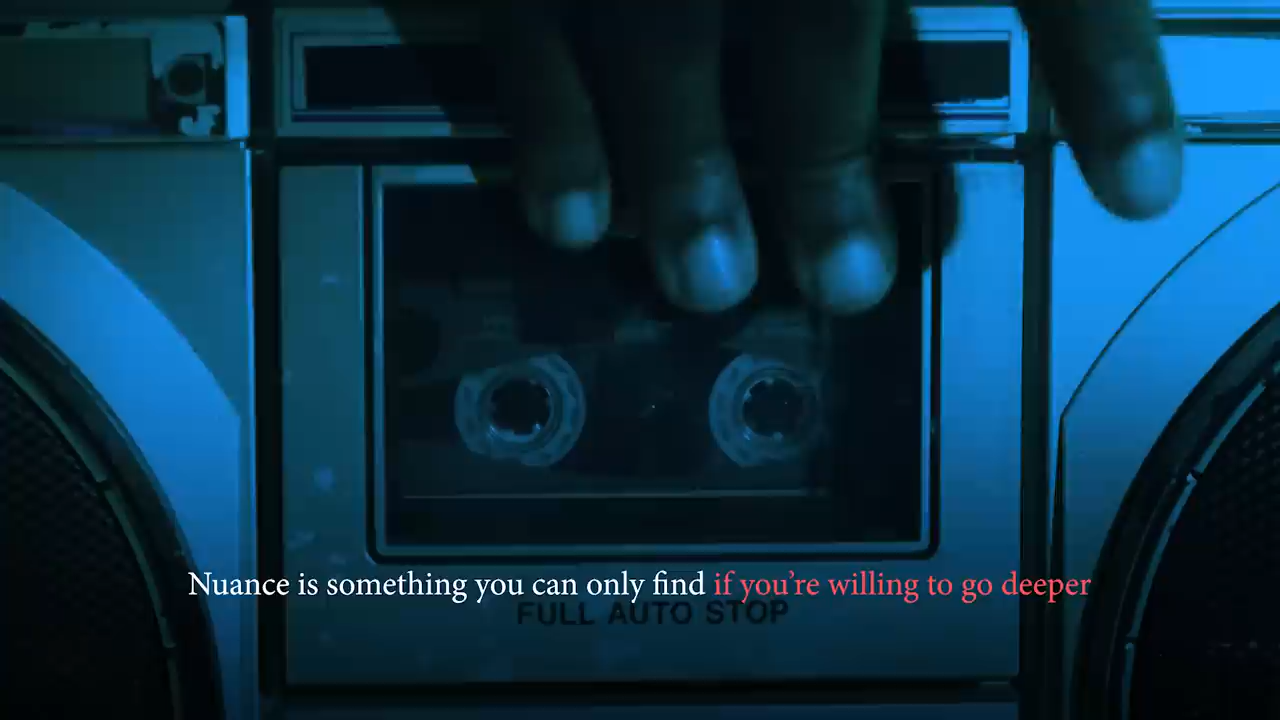 Nuance is something you can only find if you’re willing to go deeper
FULL AUTO STOP